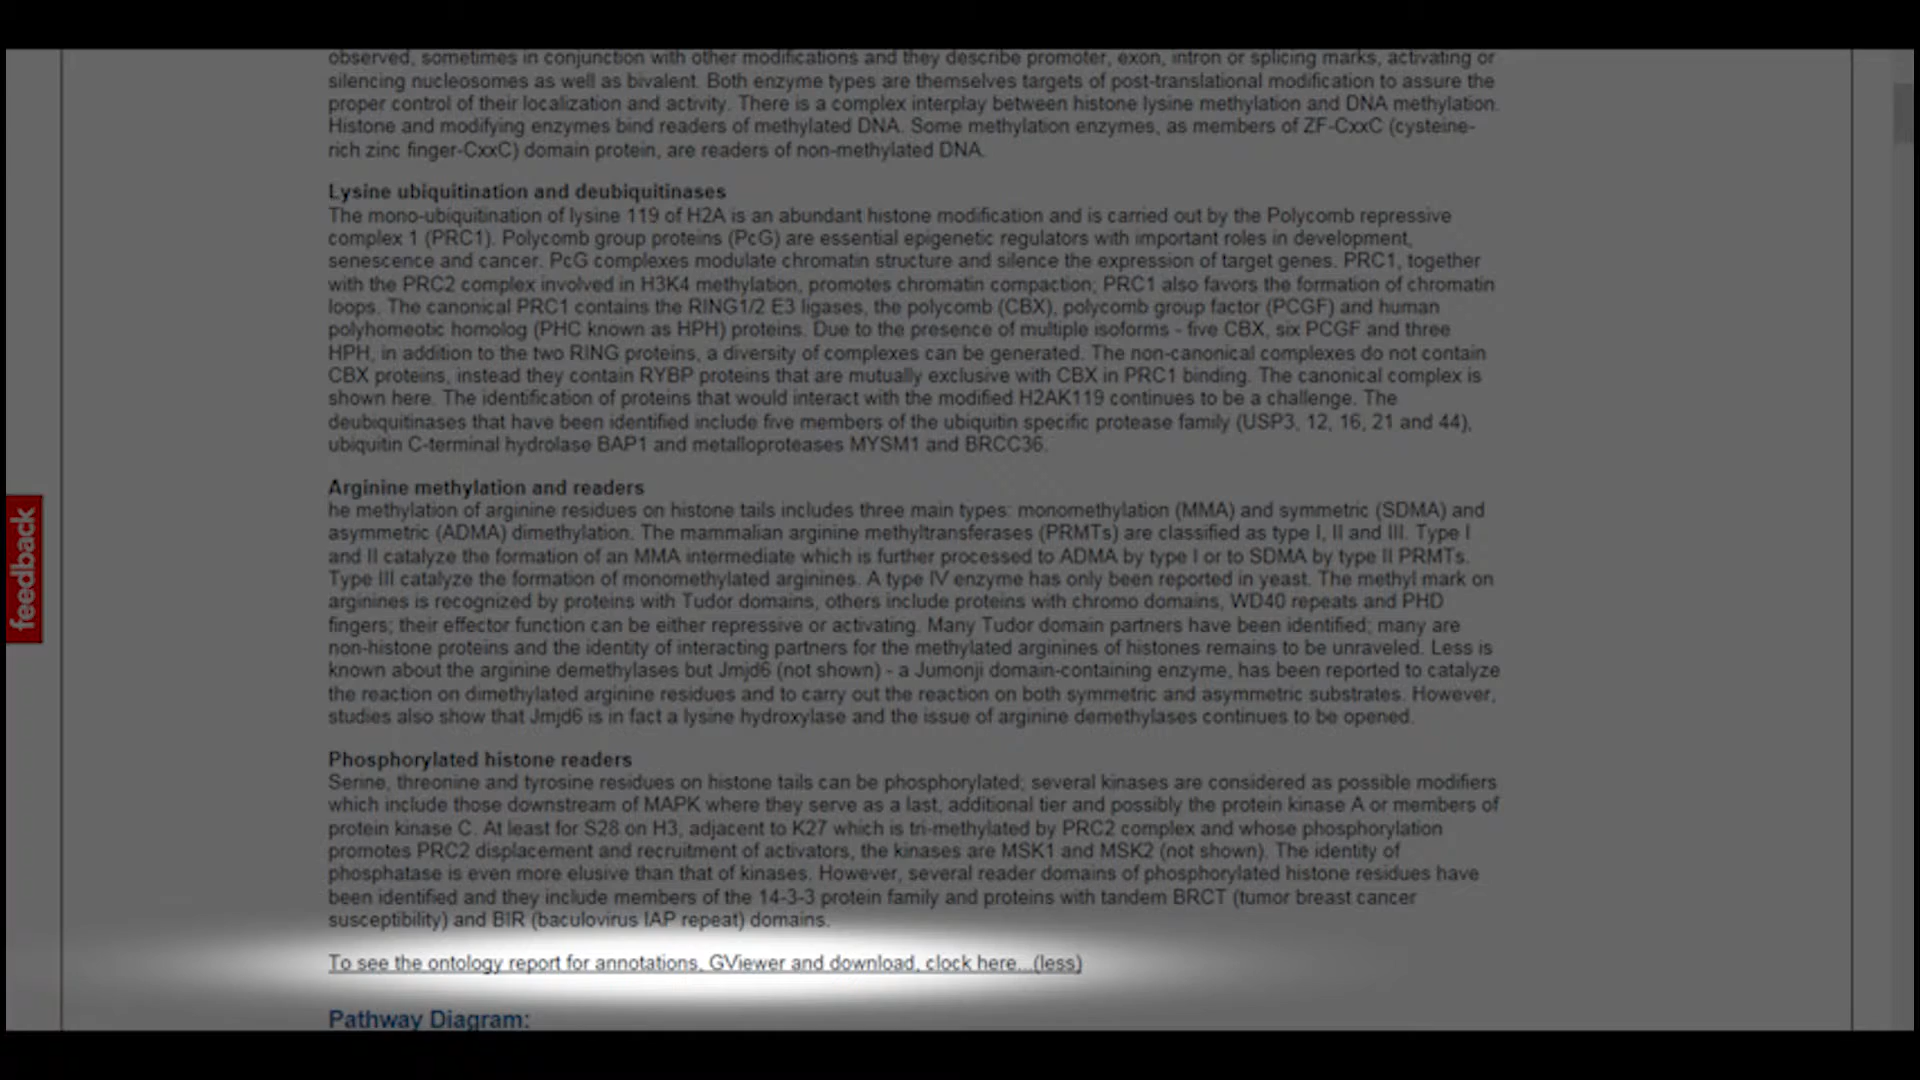 observed, sometimes in conjunction with other modifications and they describe promoter, exon, intron or splicing marks, activating or
silencing nucleosomes as well as bivalent. Both enzyme types are themselves targets of post-translational modification to assure the
proper control of their localization and activity. There is a complex interplay between histone lysine methylation and DNA methylation.
Histone and modifying enzymes bind readers of methylated DNA. Some methylation enzymes, as members of ZF-CxxC (cysteine-
rich zinc finger-CxxC) domain protein, are readers of non-methylated DNA.
Lysine ubiquitination and deubiquitinases
The mono-ubiquitination of lysine 119 of H2A is an abundant histone modification and is carried out by the Polycomb repressive
complex 1 (PRC1). Polycomb group proteins (PcG) are essential epigenetic regulators with important roles in development,
senescence and cancer. PcG complexes modulate chromatin structure and silence the expression of target genes. PRC1, together
with the PRC2 complex involved in H3K4 methylation, promotes chromatin compaction; PRC1 also favors the formation of chromatin
loops. The canonical PRC1 contains the RING1/2 E3 ligases, the polycomb (CBX), polycomb group factor (PCGF) and human
polyhomeotic homolog (PHC known as HPH) proteins. Due to the presence of multiple isoforms - five CBX, six PCGF and three
HPH, in addition to the two RING proteins, a diversity of complexes can be generated. The non-canonical complexes do not contain
CBX proteins, instead they contain RYBP proteins that are mutually exclusive with CBX in PRC1 binding. The canonical complex is
shown here. The identification of proteins that would interact with the modified H2AK119 continues to be a challenge. The
deubiquitinases that have been identified include five members of the ubiquitin specific protease family (USP3, 12, 16, 21 and 44),
ubiquitin C-terminal hydrolase BAP1 and metalloproteases MYSM1 and BRCC36.
Arginine methylation and readers
he methylation of arginine residues on histone tails includes three main types: monomethylation (MMA) and symmetric (SDMA) and
asymmetric (ADMA) dimethylation. The mammalian arginine methyltransferases (PRMTs) are classified as type I, II and III. Type I
and II catalyze the formation of an MMA intermediate which is further processed to ADMA by type I or to SDMA by type II PRMTs.
Type III catalyze the formation of monomethylated arginines. A type IV enzyme has only been reported in yeast. The methyl mark on
arginines is recognized by proteins with Tudor domains, others include proteins with chromo domains, WD40 repeats and PHD
fingers; their effector function can be either repressive or activating. Many Tudor domain partners have been identified; many are
non-histone proteins and the identity of interacting partners for the methylated arginines of histones remains to be unraveled. Less is
known about the arginine demethylases but Jmjd6 (not shown) - a Jumonji domain-containing enzyme, has been reported to catalyze
the reaction on dimethylated arginine residues and to carry out the reaction on both symmetric and asymmetric substrates. However,
studies also show that Jmjd6 is in fact a lysine hydroxylase and the issue of arginine demethylases continues to be opened.
feedback
Phosphorylated histone readers
Serine, threonine and tyrosine residues on histone tails can be phosphorylated; several kinases are considered as possible modifiers
which include those downstream of MAPK where they serve as a last, additional tier and possibly the protein kinase A or members of
protein kinase C. At least for S28 on H3, adjacent to K27 which is tri-methylated by PRC2 complex and whose phosphorylation
promotes PRC2 displacement and recruitment of activators, the kinases are MSK1 and MSK2 (not shown). The identity of
phosphatase is even more elusive than that of kinases. However, several reader domains of phosphorylated histone residues have
been identified and they include members of the 14-3-3 protein family and proteins with tandem BRCT (tumor breast cancer
susceptibility) and BIR (baculovirus IAP repeat) domains.
To see the ontology report for annotations, GViewer and download, clock here...(less)
Pathway Diagram: